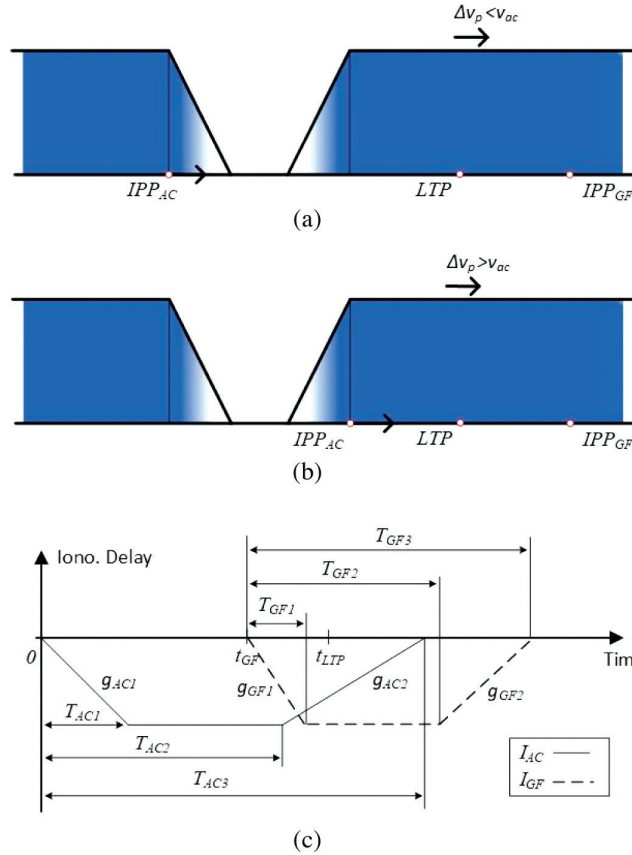 (a)
Δv_p < v_ac
IPP_AC
LTP
IPP_GF
(a)
Δv_p > v_ac
IPP_AC
LTP
IPP_GF
(b)
Iono. Delay
T_GF3
T_GF2
T_GF1
0
t_GF
t_LTP
Tim
g_AC1
g_GF1
g_AC2
g_GF2
T_AC1
T_AC2
T_AC3
I_AC
I_GF
(c)